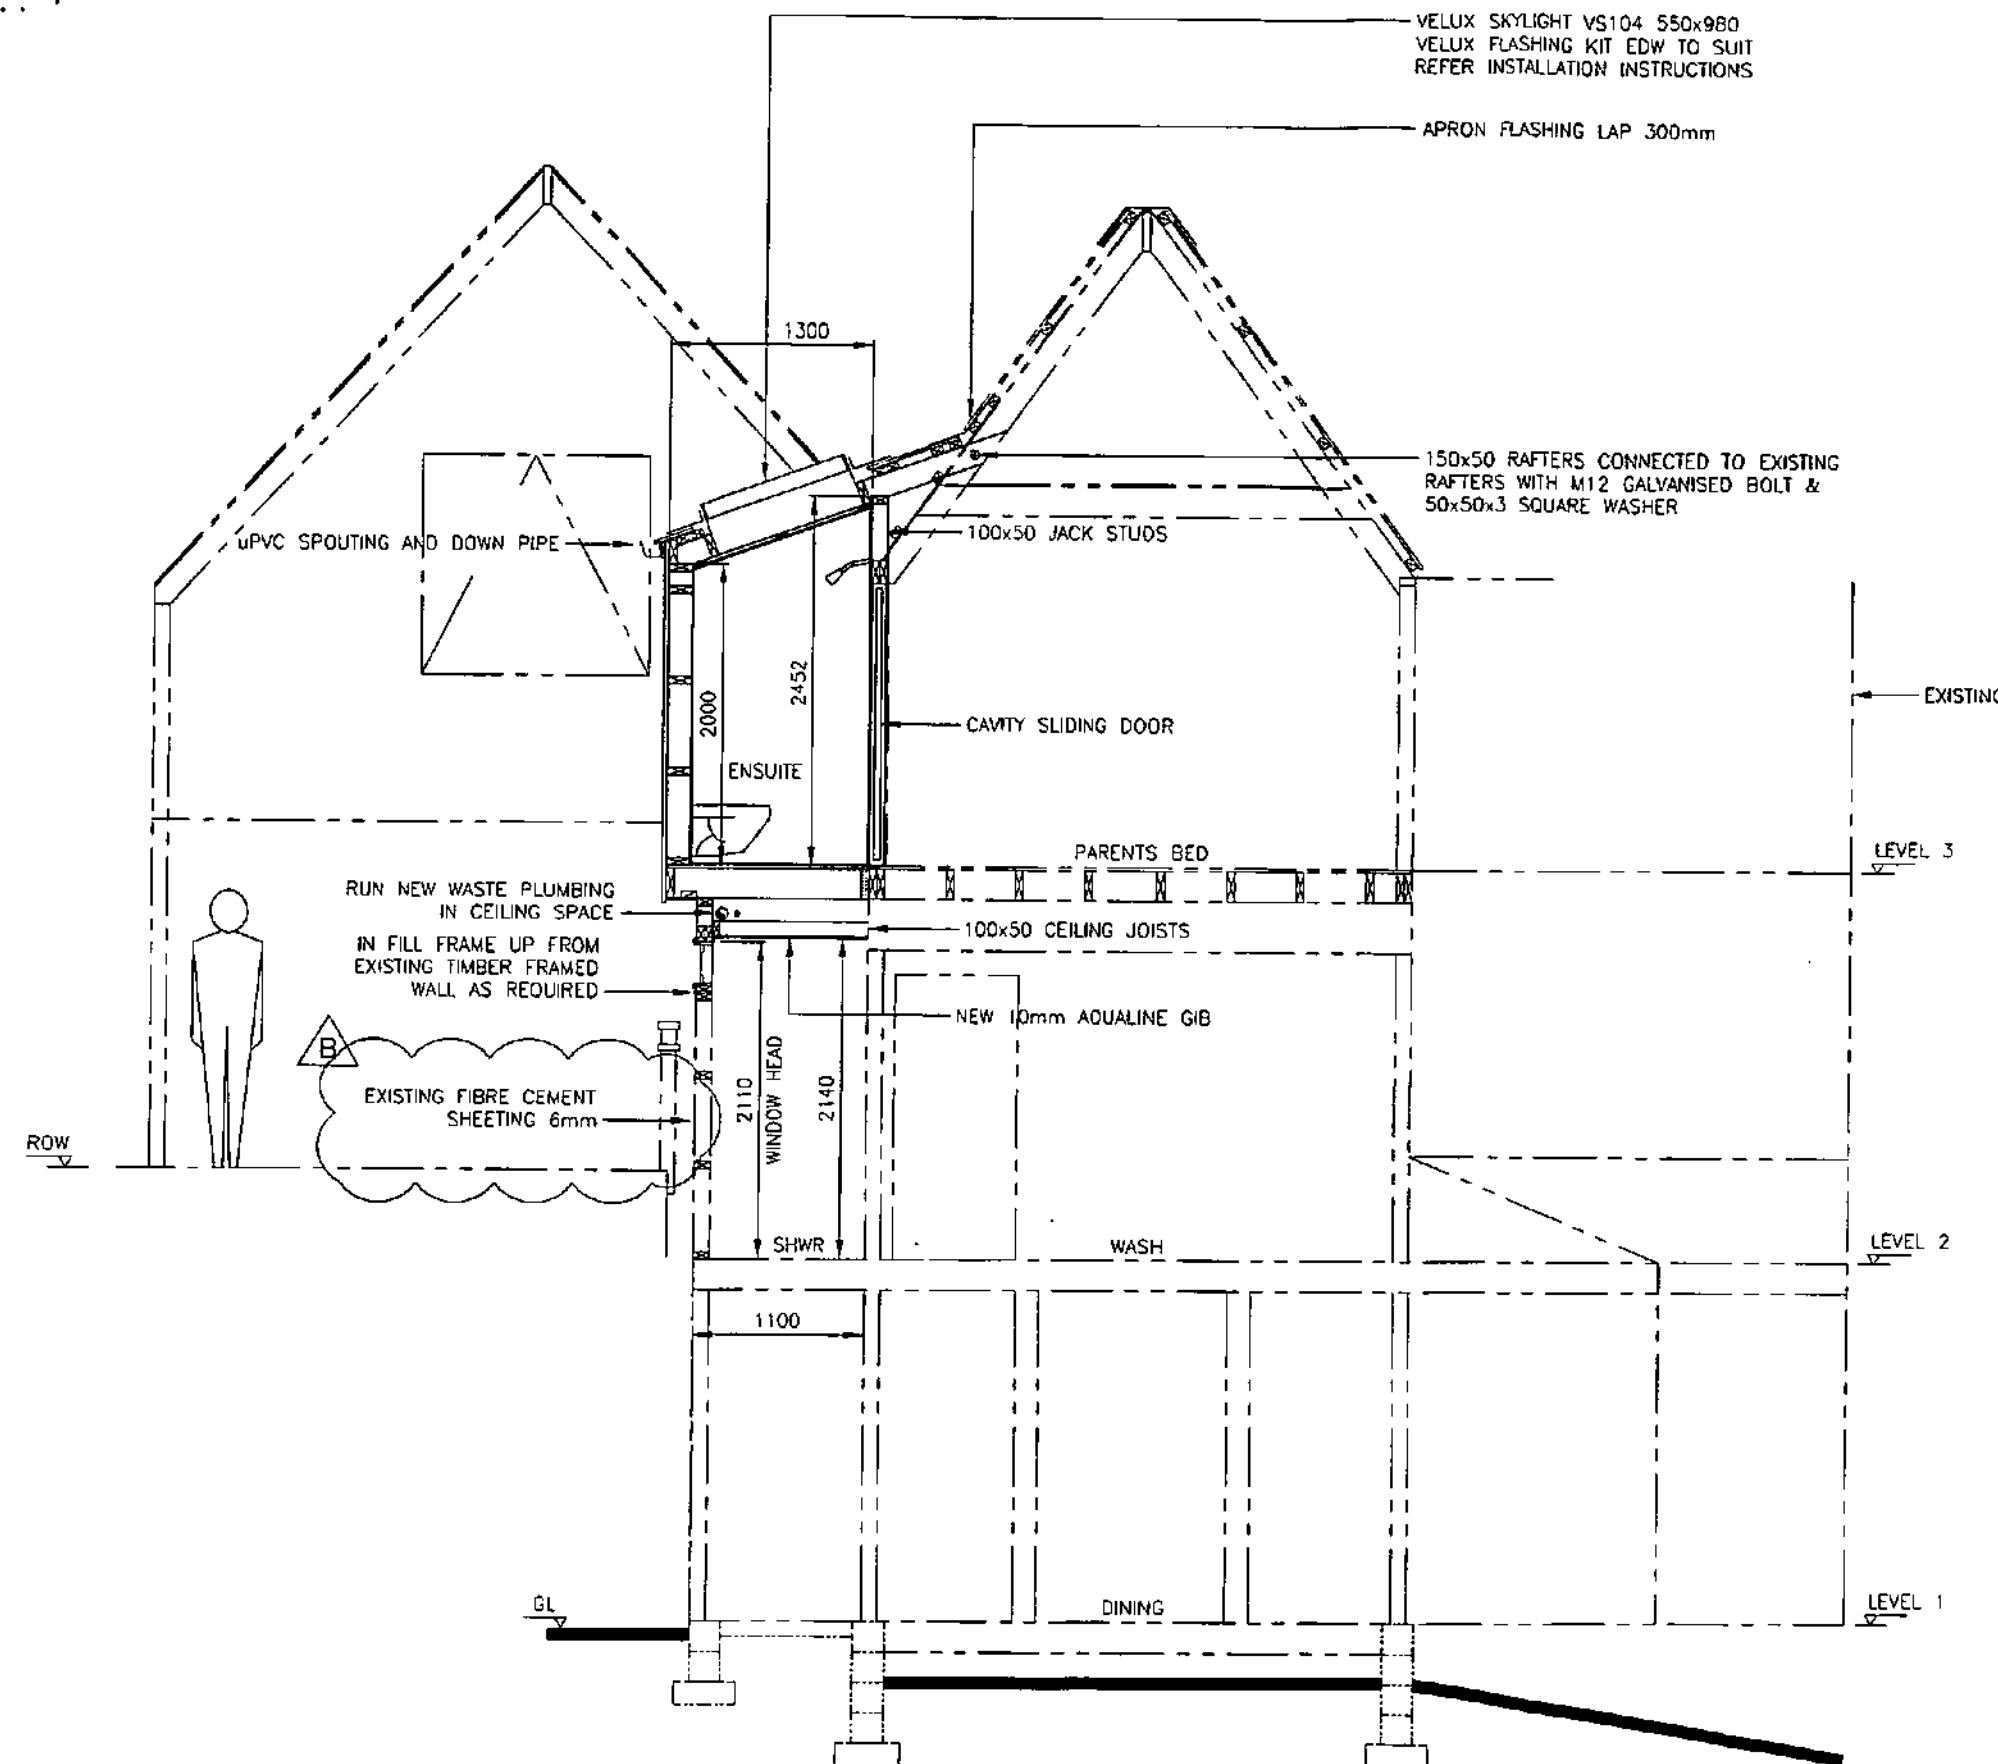 VELUX SKYLIGHT VS104 550x980
VELUX FLASHING KIT EDW TO SUIT
REFER INSTALLATION INSTRUCTIONS
APRON FLASHING LAP 300mm
1300
150x50 RAFTERS CONNECTED TO EXISTING
RAFTERS WITH M12 GALVANISED BOLT &
50x50x3 SQUARE WASHER
uPVC SPOUTING AND DOWN PIPE
100x50 JACK STUDS
2000
2452
EXISTING
CAVITY SLIDING DOOR
ENSUITE
PARENTS BED
LEVEL 3
RUN NEW WASTE PLUMBING
IN CEILING SPACE
100x50 CEILING JOISTS
IN FILL FRAME UP FROM
EXISTING TIMBER FRAMED
WALL AS REQUIRED
NEW 10mm AQUALINE GIB
B
EXISTING FIBRE CEMENT
SHEETING 6mm
2110
WINDOW HEAD
2140
ROW
SHWR
WASH
LEVEL 2
1100
GL
DINING
LEVEL 1